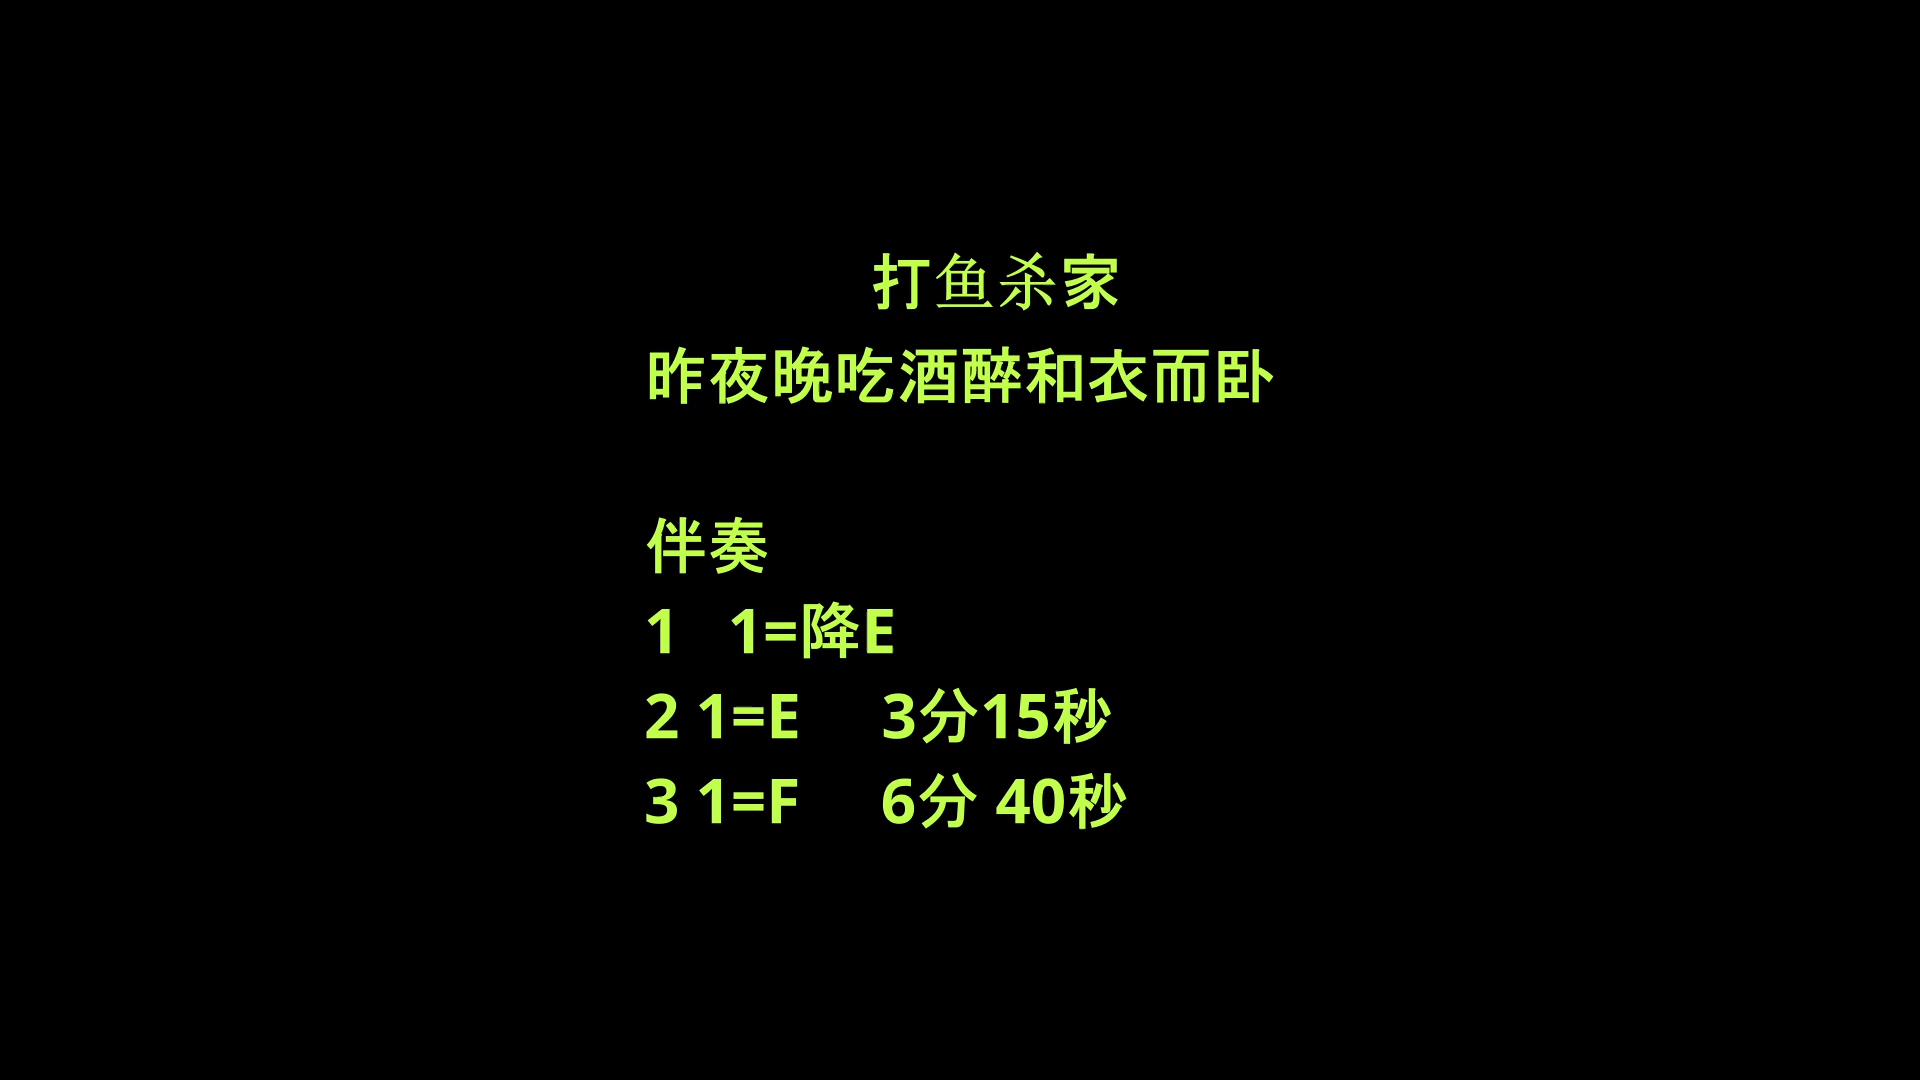 打鱼杀家
昨夜晚吃酒醉和衣而卧
伴奏
1   1=降E
2 1=E     3分15秒
3 1=F     6分 40秒